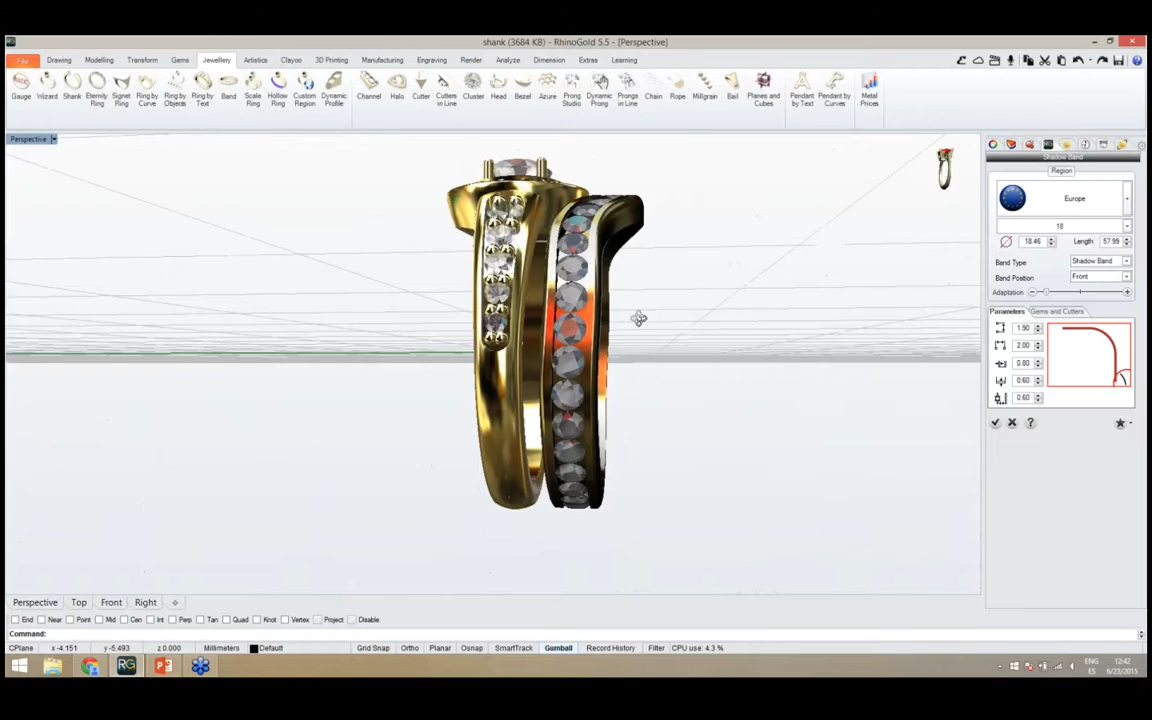 shank (3684 KB) - RhinoGold 5.5 - [Perspective]
File Drawing Modelling Transform Gems Jewellery Artistics Clayoo 3D Printing Manufacturing Engraving Render Analyze Dimension Extras Learning
Gauge Wizard Shank Eternity Ring Signet Ring Ring by Curve Ring by Objects Ring by Text Band Scale Ring Hollow Ring Custom Region Dynamic Profile Channel Halo Cutter Cutters in Line Cluster Head Bezel Azure Prong Studio Dynamic Prong Prongs in Line Chain Rope Millgrain Bail Planes and Cubes Pendant by Text Pendant by Curves Metal Prices
Perspective
Shadow Band
Region
Europe
18
18.46 Length 57.99
Band Type Shadow Band
Band Position Front
Adaptation
Parameters Gems and Cutters
1.90
2.00
0.80
0.60
0.60
Perspective Top Front Right
End Near Point Mid Cen Int Perp Tan Quad Knot Vertex Project Disable
Command:
CPlane x -4.151 y -5.493 z 0.000 Millimeters Default Grid Snap Ortho Planar Osnap SmartTrack Gumball Record History Filter CPU use: 4.3 %
RG
ENG 12:42
ES 6/23/2015